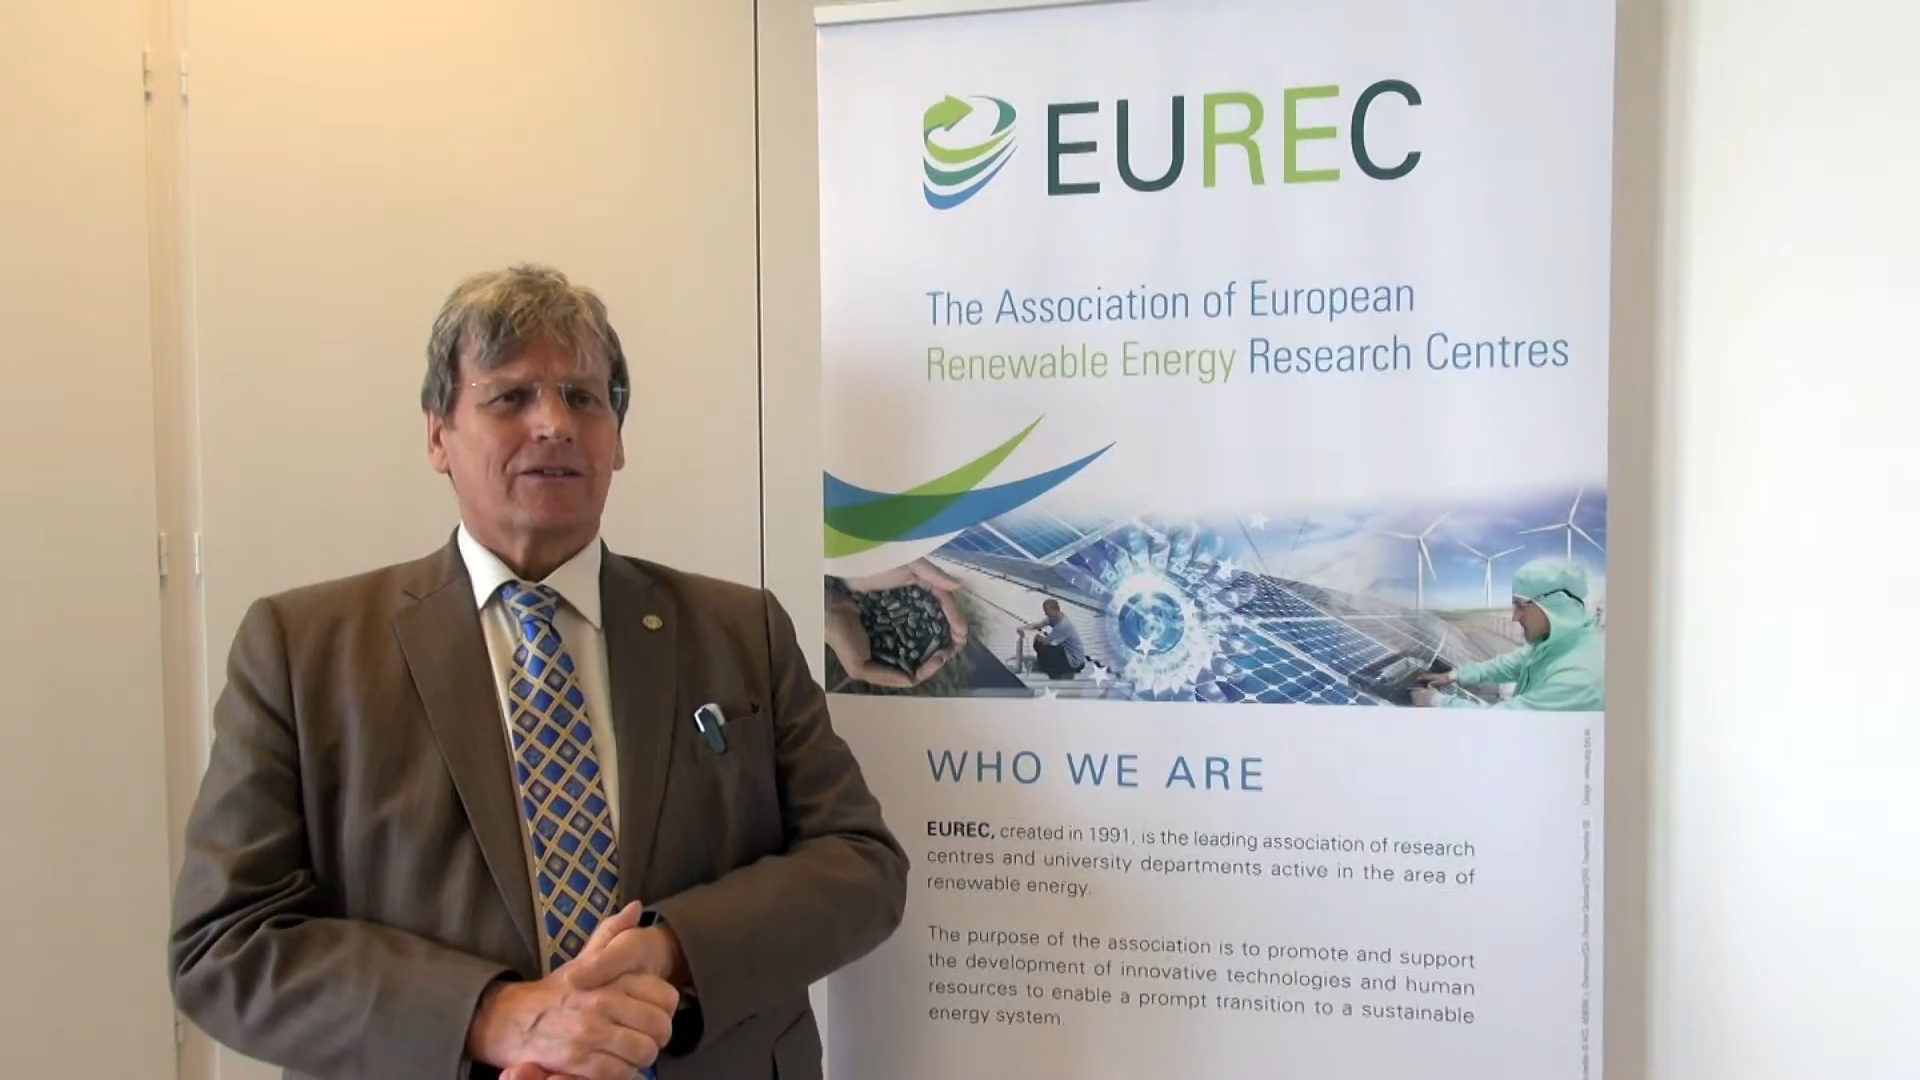 EUREC
The Association of European
Renewable Energy Research Centres
WHO WE ARE
EUREC, created in 1991, is the leading association of research
centres and university departments active in the area of
renewable energy.
The purpose of the association is to promote and support
the development of innovative technologies and human
resources to enable a prompt transition to a sustainable
energy system.